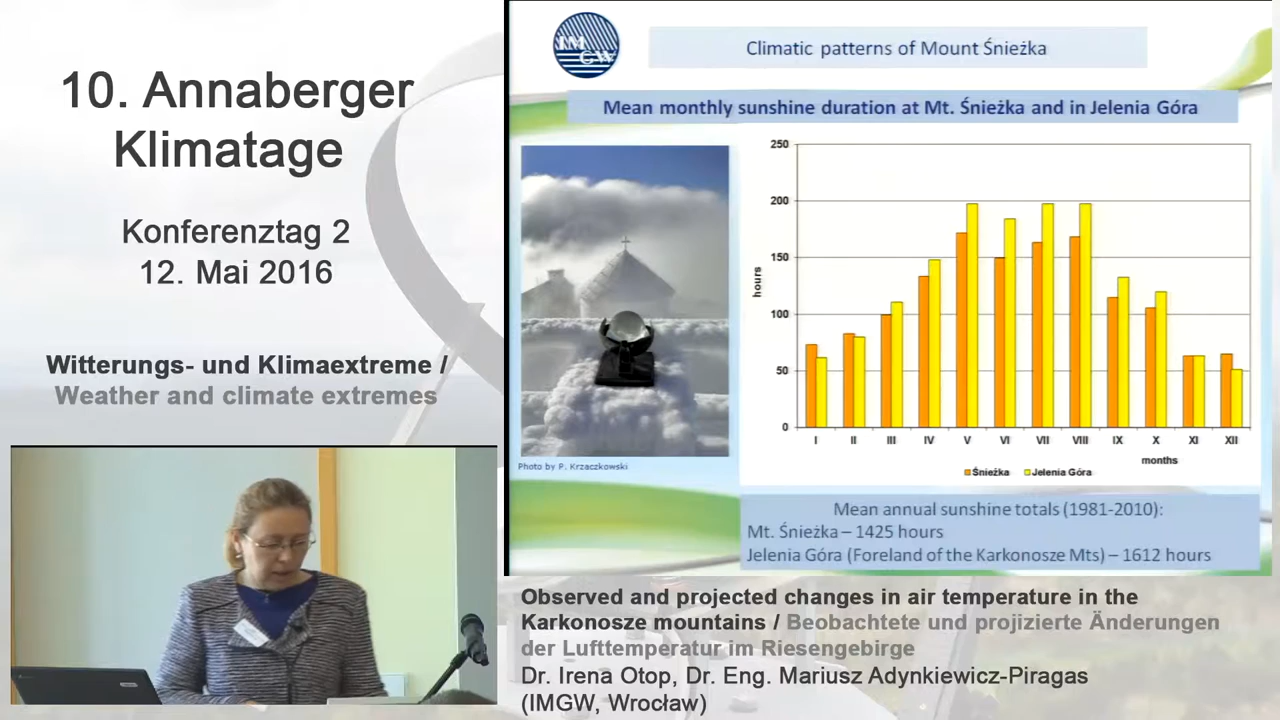 10. Annaberger
Klimatage
Konferenztag 2
12. Mai 2016
Witterungs- und Klimaextreme /
Weather and climate extremes
IM
GW
Climatic patterns of Mount Śnieżka
Mean monthly sunshine duration at Mt. Śnieżka and in Jelenia Góra
Photo by P. Krzaczkowski
250
200
150
100
50
0
hours
I II III IV V VI VII VIII IX X XI XII
months
Śnieżka Jelenia Góra
Mean annual sunshine totals (1981-2010):
Mt. Śnieżka – 1425 hours
Jelenia Góra (Foreland of the Karkonosze Mts) – 1612 hours
Observed and projected changes in air temperature in the
Karkonosze mountains / Beobachtete und projizierte Änderungen
der Lufttemperatur im Riesengebirge
Dr. Irena Otop, Dr. Eng. Mariusz Adynkiewicz-Piragas
(IMGW, Wrocław)